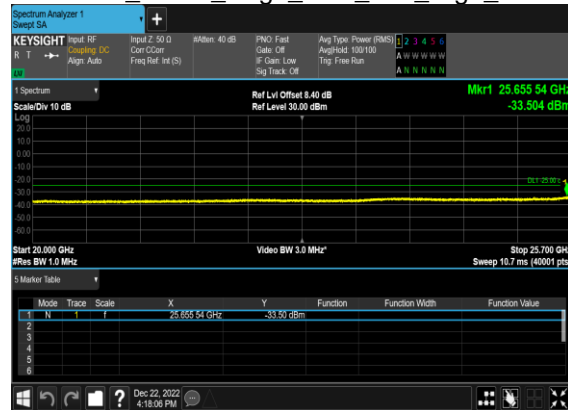 Spectrum Analyzer 1
Swept SA
+
KEYSIGHT
R T
Input: RF
Coupling: DC
Align: Auto
Input Z: 50 Ω
Corr CCorr
Freq Ref: Int (S)
#Atten: 40 dB
PNO: Fast
Gate: Off
IF Gain: Low
Sig Track: Off
Avg Type: Power (RMS)
Avg|Hold: 100/100
Trig: Free Run
1 2 3 4 5 6
A W W W W W
A N N N N N
1 Spectrum
Scale/Div 10 dB
Ref Lvl Offset 8.40 dB
Ref Level 30.00 dBm
Mkr1 25.655 54 GHz
-33.504 dBm
Log
20.0
10.0
0.00
-10.0
-20.0
-30.0
-40.0
-50.0
-60.0
Start 20.000 GHz
#Res BW 1.0 MHz
Video BW 3.0 MHz*
Stop 25.700 GHz
Sweep 10.7 ms (40001 pts)
5 Marker Table
Mode Trace Scale X Y Function Function Width Function Value
1 N 1 f 25.655 54 GHz -33.50 dBm
2
3
4
5
6
?
Dec 22, 2022
4:18:06 PM